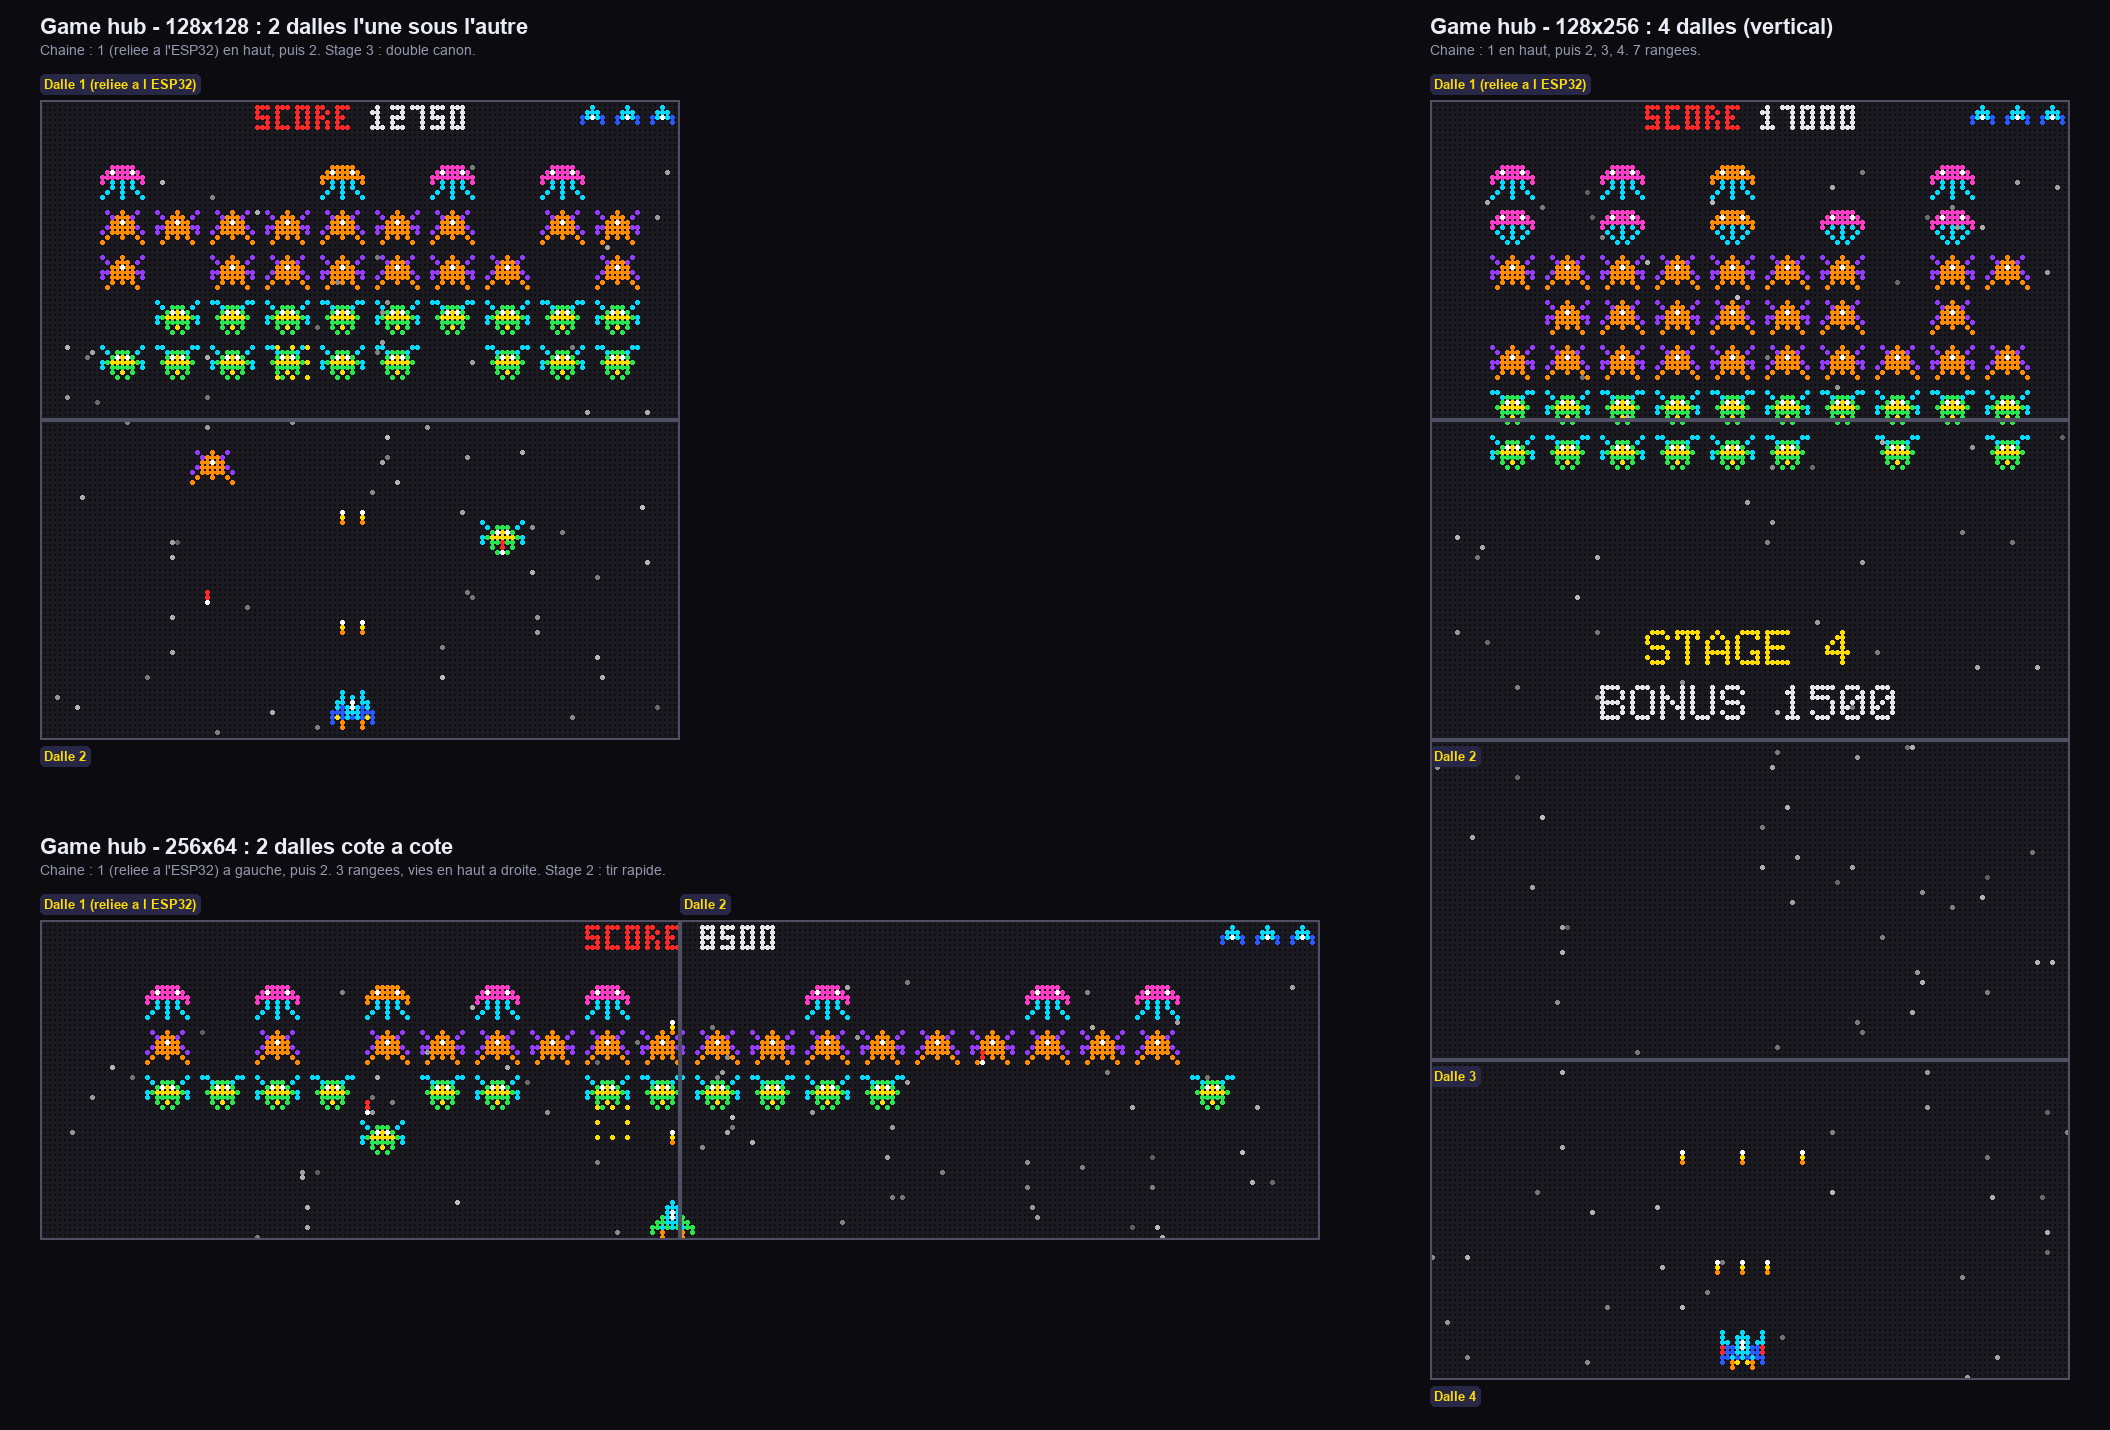 Game hub - 128x128 : 2 dalles l'une sous l'autre
Chaine : 1 (reliee a l'ESP32) en haut, puis 2. Stage 3 : double canon.
Dalle 1 (reliee a l ESP32)
SCORE 12750
Dalle 2
Game hub - 256x64 : 2 dalles cote a cote
Chaine : 1 (reliee a l'ESP32) a gauche, puis 2. 3 rangees, vies en haut a droite. Stage 2 : tir rapide.
Dalle 1 (reliee a l ESP32)
Dalle 2
SCORE 8500
Game hub - 128x256 : 4 dalles (vertical)
Chaine : 1 en haut, puis 2, 3, 4. 7 rangees.
Dalle 1 (reliee a l ESP32)
SCORE 17000
STAGE 4
BONUS 1500
Dalle 2
Dalle 3
Dalle 4